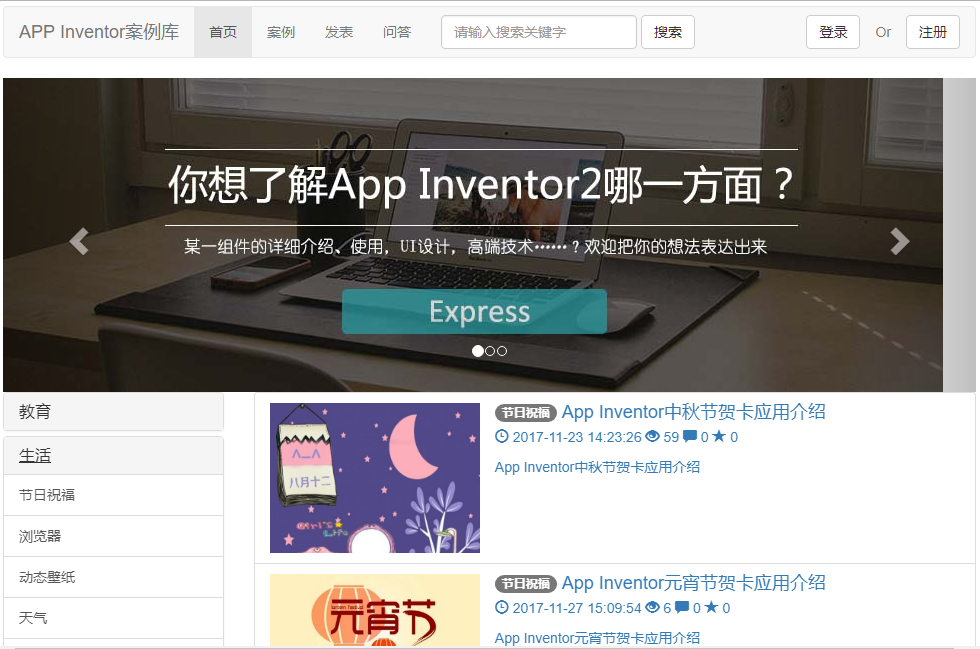 APP Inventor案例库 首页 案例 发表 问答 请输入搜索关键字 搜索 登录 Or 注册
你想了解App Inventor2哪一方面？
某一组件的详细介绍、使用，UI设计，高端技术……？欢迎把你的想法表达出来
Express
教育
生活
节日祝福
浏览器
动态壁纸
天气
八月十二
节日祝福 App Inventor中秋节贺卡应用介绍
2017-11-23 14:23:26 59 0 0
App Inventor中秋节贺卡应用介绍
元宵节
节日祝福 App Inventor元宵节贺卡应用介绍
2017-11-27 15:09:54 6 0 0
App Inventor元宵节贺卡应用介绍